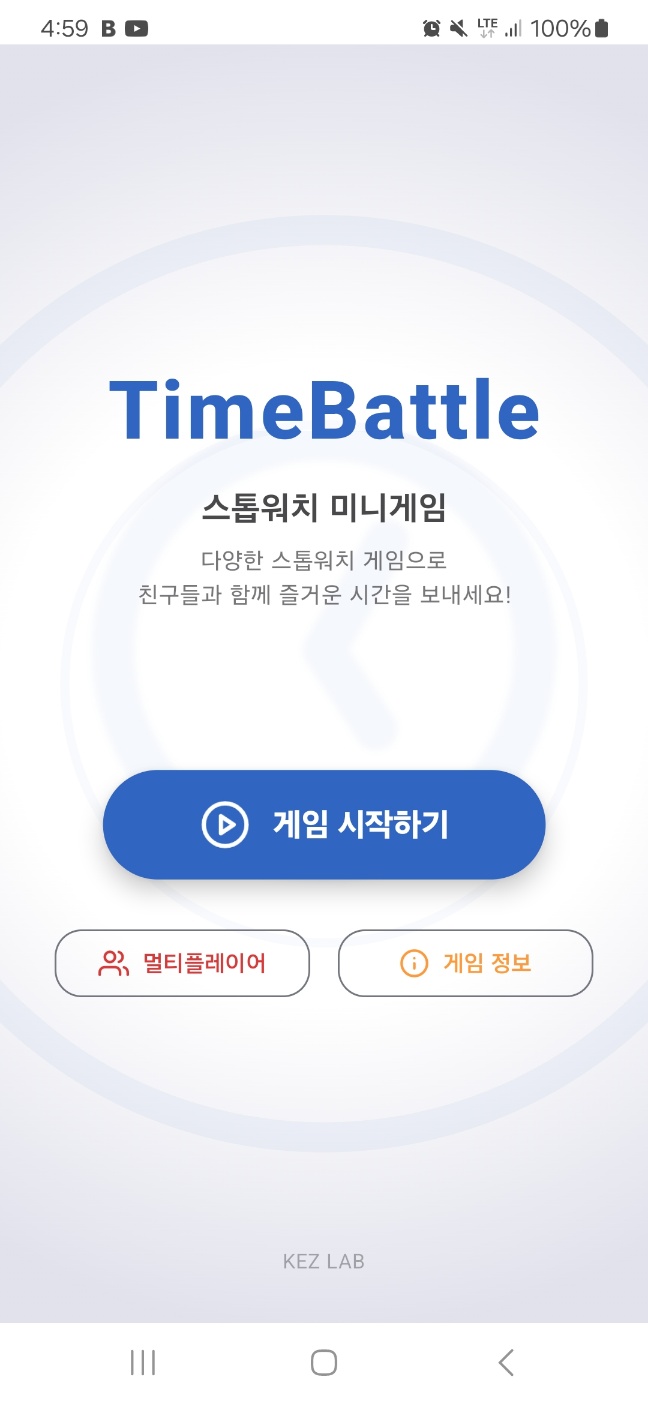 4:59 B LTE 100%
TimeBattle
스톱워치 미니게임
다양한 스톱워치 게임으로
친구들과 함께 즐거운 시간을 보내세요!
게임 시작하기
멀티플레이어
게임 정보
KEZ LAB